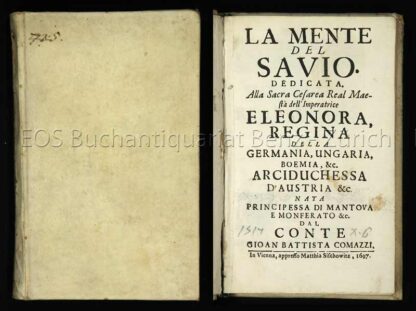 725.
EOS Buchantiquariat Benz, Zürich
LA MENTE
DEL
SAVIO.
DEDICATA,
Alla Sacra Cesarea Real Mae-
stà dell'Imperatrice
ELEONORA,
REGINA
DELLA
GERMANIA, UNGARIA,
BOEMIA, &c.
ARCIDUCHESSA
D'AUSTRIA &c.
NATA
PRINCIPESSA DI MANTOVA
E MONFERATO &c.
DAL
CONTE
GIOAN BATTISTA COMAZZI.
In Vienna, appresso Matthia Sischowitz, 1697.